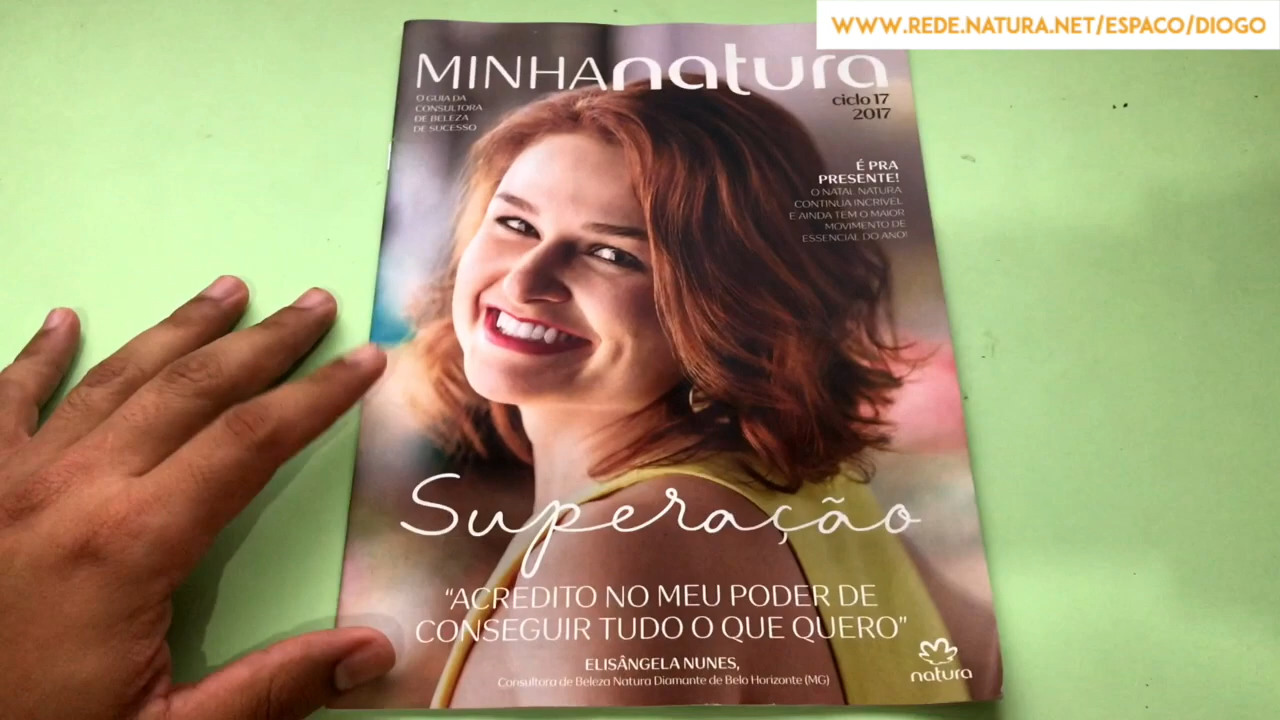 WWW.REDE.NATURA.NET/ESPACO/DIOGO
MINHAnatura
O GUIA DA
CONSULTORA
DE BELEZA
DE SUCESSO
ciclo 17
2017
É PRA
PRESENTE!
O NATAL NATURA
CONTINUA INCRÍVEL
E AINDA TEM O MAIOR
MOVIMENTO DE
ESSENCIAL DO ANO!
Superação
"ACREDITO NO MEU PODER DE
CONSEGUIR TUDO O QUE QUERO"
ELISÂNGELA NUNES,
Consultora de Beleza Natura Diamante de Belo Horizonte (MG)
natura